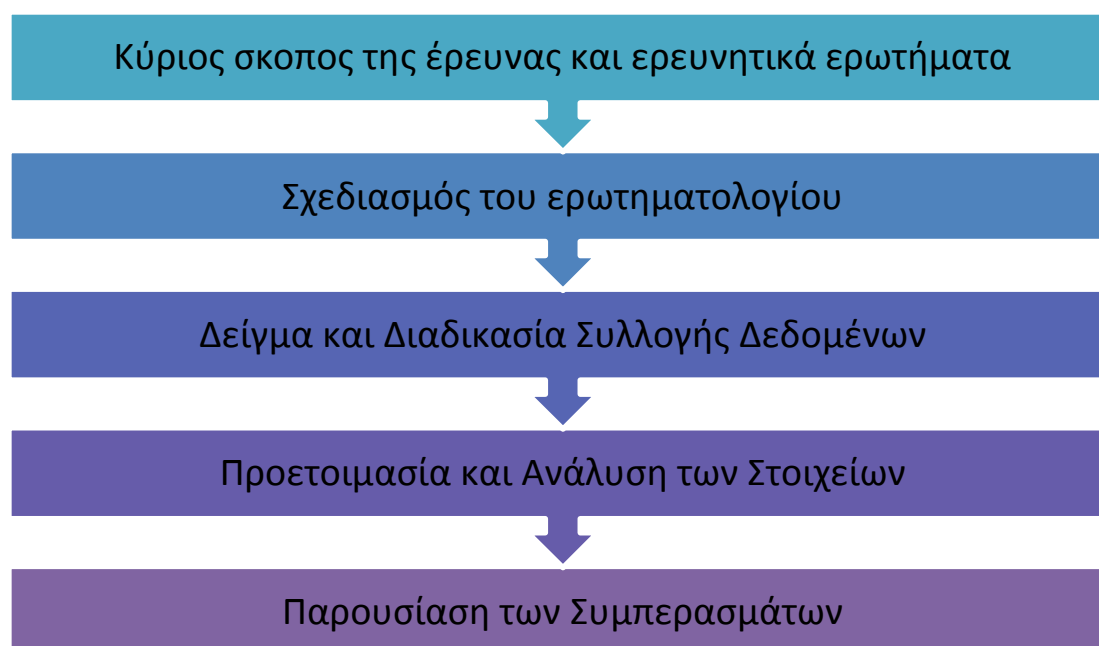 Κύριος σκοπος της έρευνας και ερευνητικά ερωτήματα
Σχεδιασμός του ερωτηματολογίου
Δείγμα και Διαδικασία Συλλογής Δεδομένων
Προετοιμασία και Ανάλυση των Στοιχείων
Παρουσίαση των Συμπερασμάτων